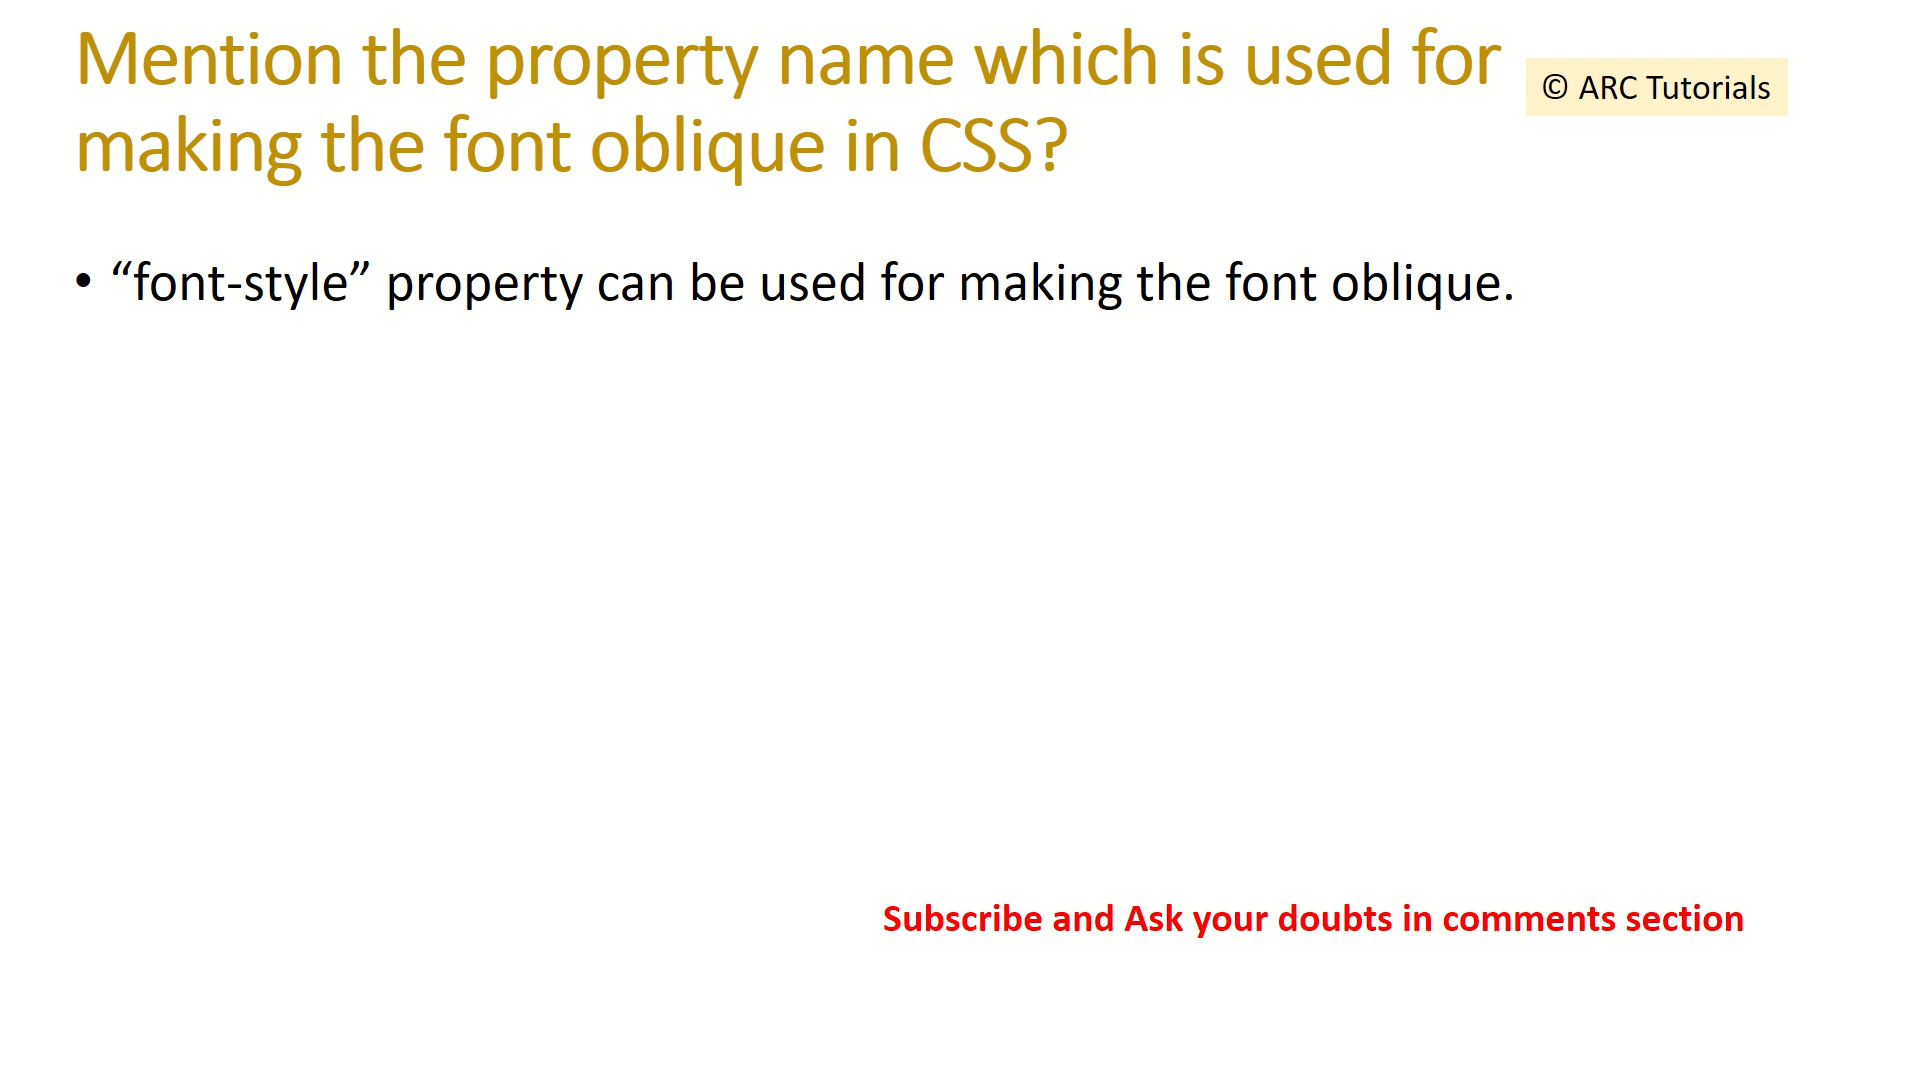 Mention the property name which is used for
making the font oblique in CSS?
© ARC Tutorials
• “font-style” property can be used for making the font oblique.
Subscribe and Ask your doubts in comments section